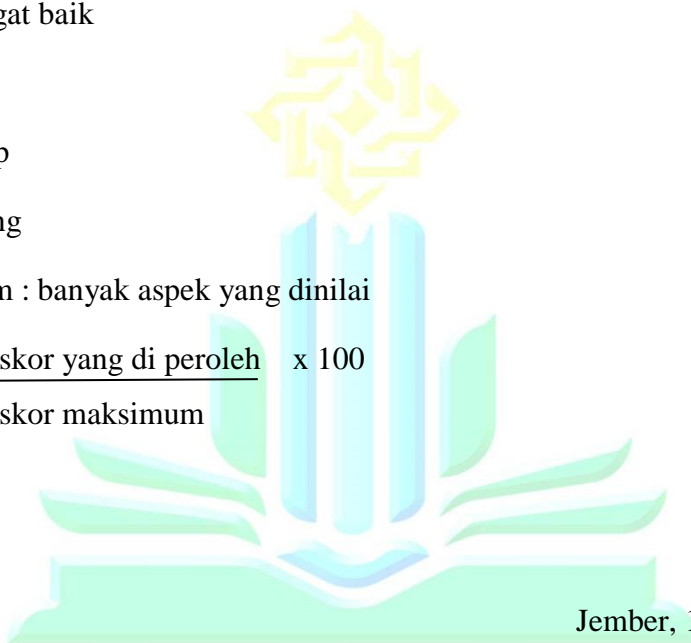 gat baik
p
ng
m : banyak aspek yang dinilai
skor yang di peroleh x 100
skor maksimum
Jember, 1